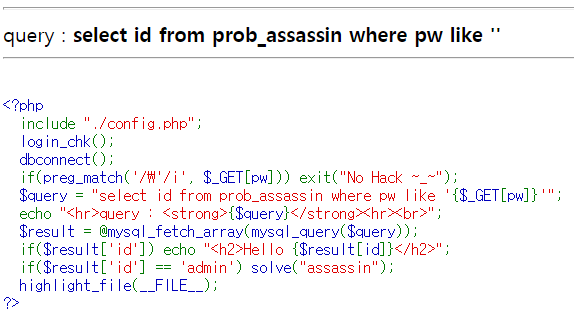 query : select id from prob_assassin where pw like ''
<?php
  include "./config.php";
  login_chk();
  dbconnect();
  if(preg_match('/₩'/i', $_GET[pw])) exit("No Hack ~_~");
  $query = "select id from prob_assassin where pw like '{$_GET[pw]}'";
  echo "<hr>query : <strong>{$query}</strong><hr><br>";
  $result = @mysql_fetch_array(mysql_query($query));
  if($result['id']) echo "<h2>Hello {$result[id]}</h2>";
  if($result['id'] == 'admin') solve("assassin");
  highlight_file(__FILE__);
?>